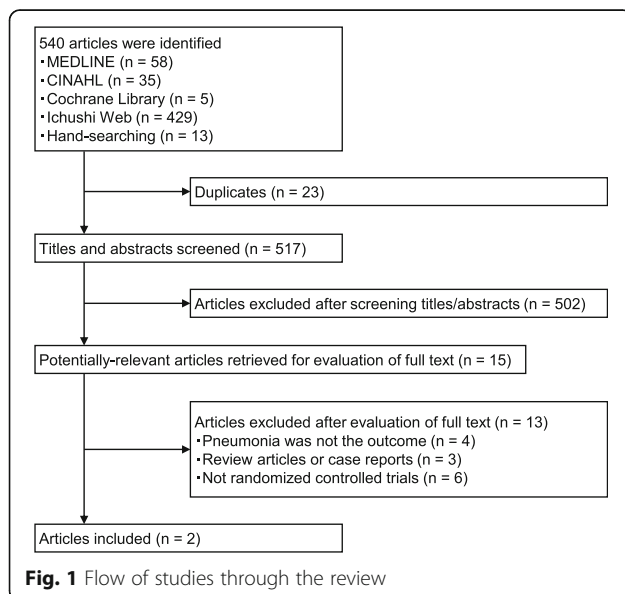 540 articles were identified
・MEDLINE (n = 58)
・CINAHL (n = 35)
・Cochrane Library (n = 5)
・Ichushi Web (n = 429)
・Hand-searching (n = 13)
Duplicates (n = 23)
Titles and abstracts screened (n = 517)
Articles excluded after screening titles/abstracts (n = 502)
Potentially-relevant articles retrieved for evaluation of full text (n = 15)
Articles excluded after evaluation of full text (n = 13)
・Pneumonia was not the outcome (n = 4)
・Review articles or case reports (n = 3)
・Not randomized controlled trials (n = 6)
Articles included (n = 2)
Fig. 1 Flow of studies through the review